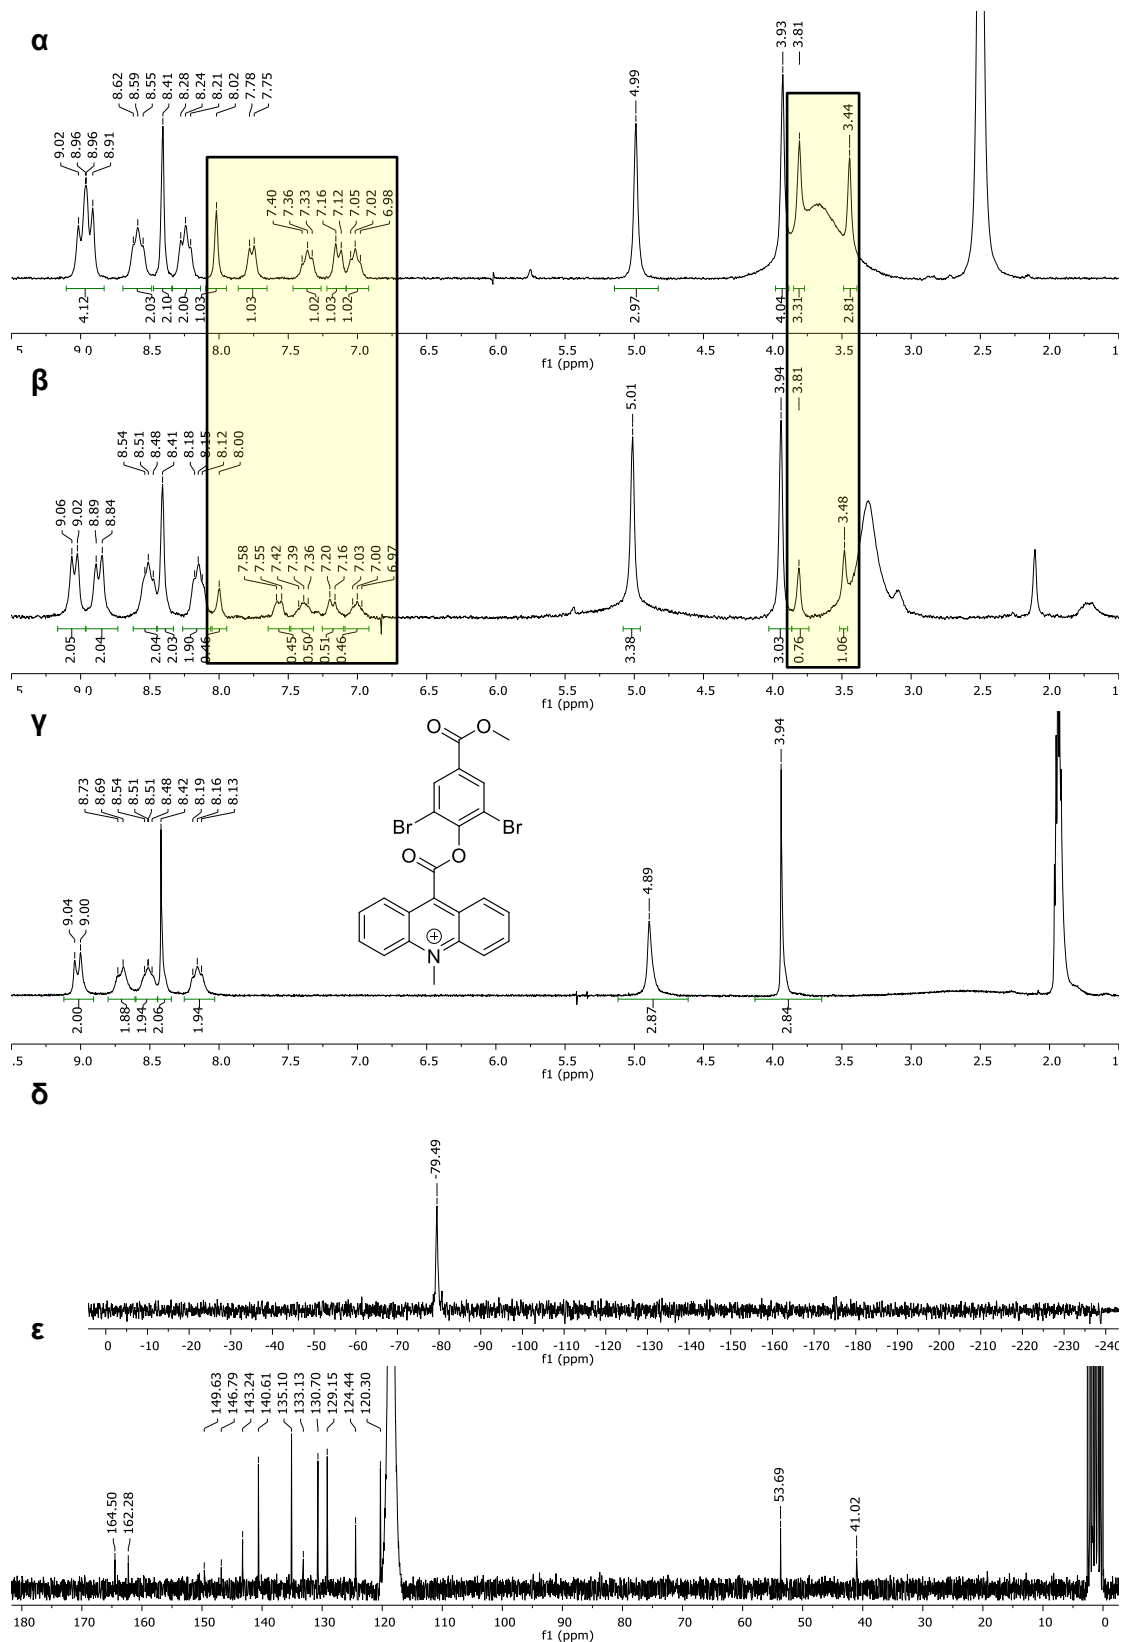 α
9.02 8.96 8.96 8.91 8.62 8.59 8.55 8.41 8.28 8.24 8.21 8.02 7.78 7.75 7.40 7.36 7.33 7.16 7.12 7.05 7.02 6.98 4.99 3.93 3.81 3.44
4.12 2.03 2.10 2.00 1.03 1.03 1.02 1.03 1.02 2.97 4.04 3.31 2.81
5 9.0 8.5 8.0 7.5 7.0 6.5 6.0 5.5 5.0 4.5 4.0 3.5 3.0 2.5 2.0 1
f1 (ppm)
β
9.06 9.02 8.89 8.84 8.54 8.51 8.48 8.41 8.18 8.15 8.12 8.00 7.58 7.55 7.42 7.39 7.36 7.20 7.16 7.03 7.00 6.97 5.01 3.94 3.81 3.48
2.05 2.04 2.04 2.03 1.90 0.46 0.45 0.50 0.51 0.46 3.38 3.03 0.76 1.06
5 9.0 8.5 8.0 7.5 7.0 6.5 6.0 5.5 5.0 4.5 4.0 3.5 3.0 2.5 2.0 1
f1 (ppm)
γ
9.04 9.00 8.73 8.69 8.54 8.51 8.51 8.48 8.42 8.19 8.16 8.13 4.89 3.94
O O
Br Br
O O
N +
2.00 1.88 1.94 2.06 1.94 2.87 2.84
.5 9.0 8.5 8.0 7.5 7.0 6.5 6.0 5.5 5.0 4.5 4.0 3.5 3.0 2.5 2.0 1
f1 (ppm)
δ
-79.49
0 -10 -20 -30 -40 -50 -60 -70 -80 -90 -100 -110 -120 -130 -140 -150 -160 -170 -180 -190 -200 -210 -220 -230 -240
f1 (ppm)
ε
164.50 162.28 149.63 146.79 143.24 140.61 135.10 133.13 130.70 129.15 124.44 120.30 53.69 41.02
180 170 160 150 140 130 120 110 100 90 80 70 60 50 40 30 20 10 0
f1 (ppm)